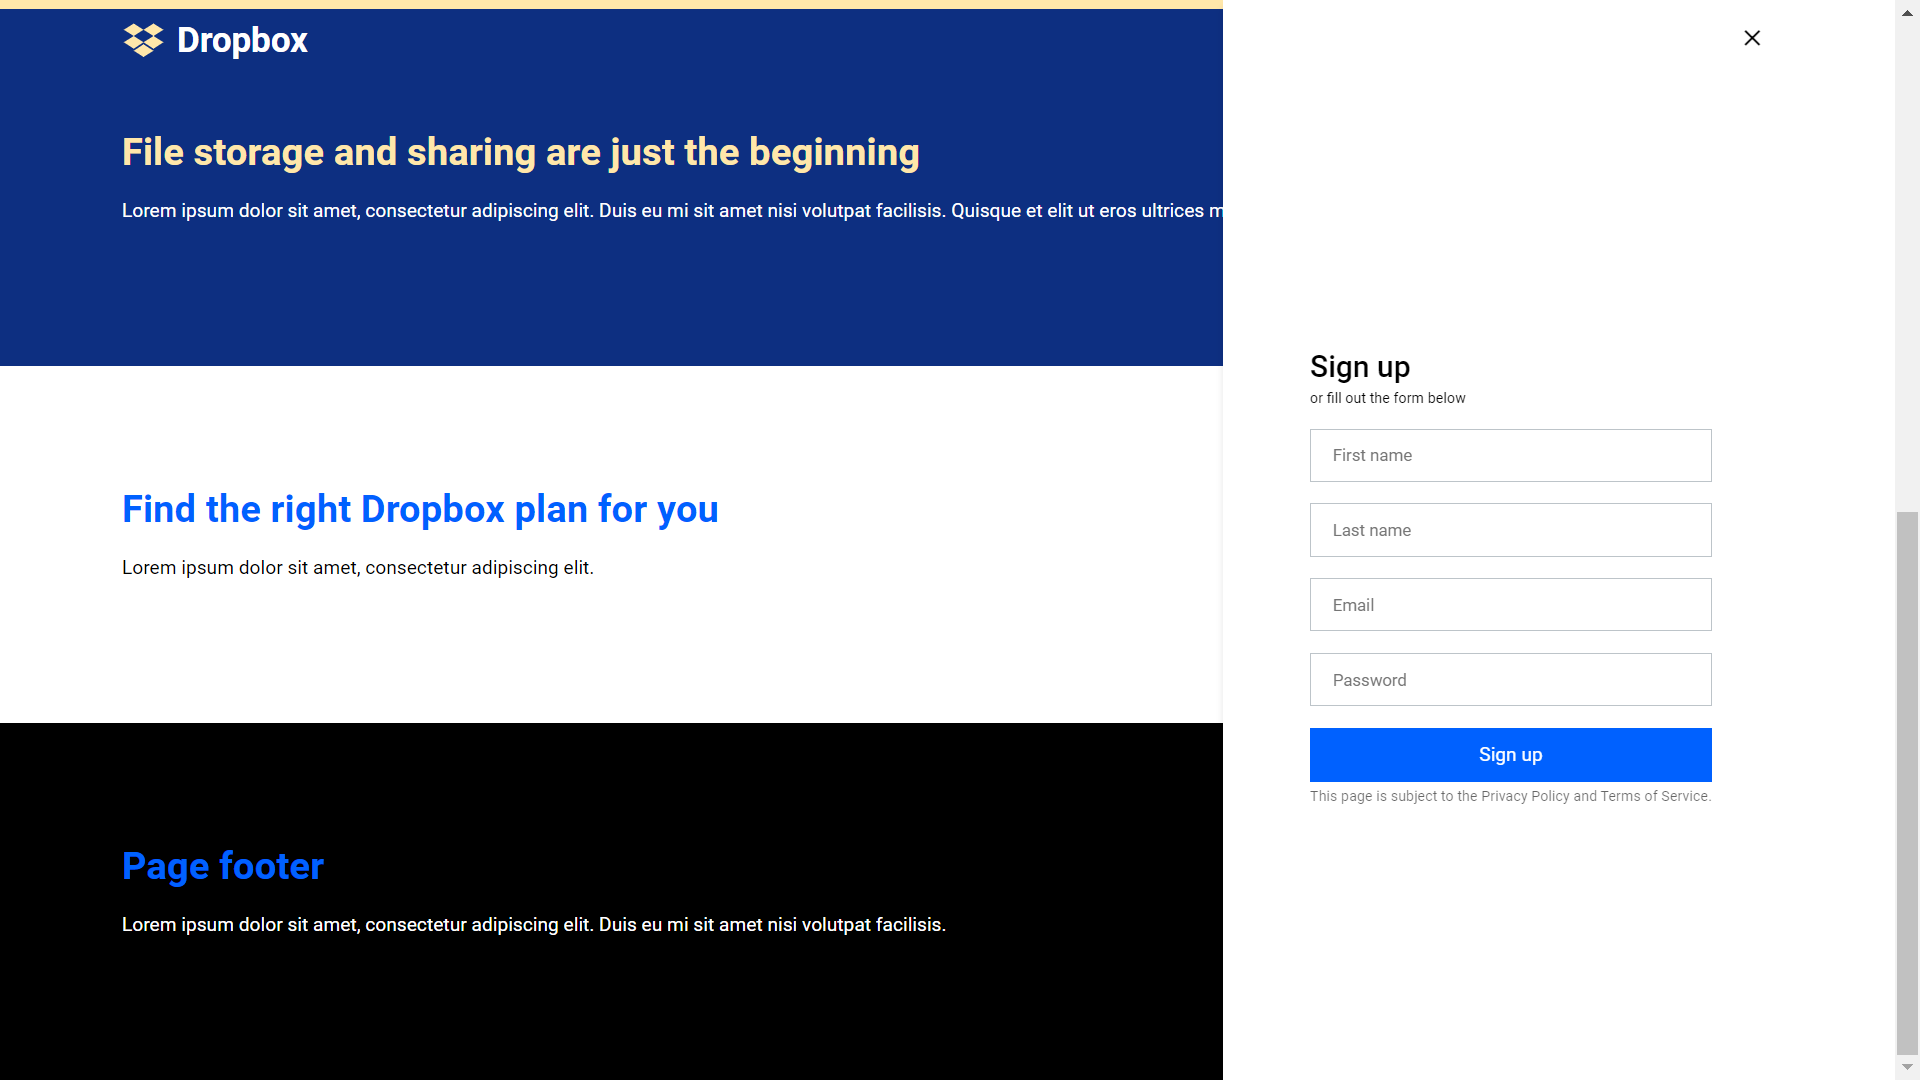 Dropbox
File storage and sharing are just the beginning
Lorem ipsum dolor sit amet, consectetur adipiscing elit. Duis eu mi sit amet nisi volutpat facilisis. Quisque et elit ut eros ultrices m
Find the right Dropbox plan for you
Lorem ipsum dolor sit amet, consectetur adipiscing elit.
Page footer
Lorem ipsum dolor sit amet, consectetur adipiscing elit. Duis eu mi sit amet nisi volutpat facilisis.
Sign up
or fill out the form below
First name
Last name
Email
Password
Sign up
This page is subject to the Privacy Policy and Terms of Service.